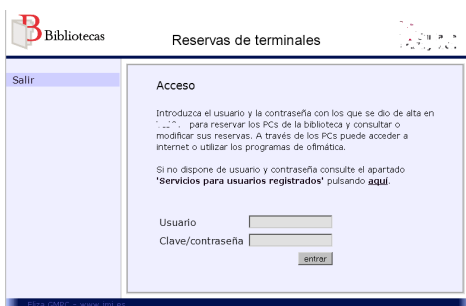 Bibliotecas
Reservas de terminales
Salir
Acceso
Introduzca el usuario y la contraseña con los que se dio de alta en
para reservar los PCs de la biblioteca y consultar o
modificar sus reservas. A través de los PCs puede acceder a
internet o utilizar los programas de ofimática.
Si no dispone de usuario y contraseña consulte el apartado
'Servicios para usuarios registrados' pulsando aquí.
Usuario
Clave/contraseña
entrar